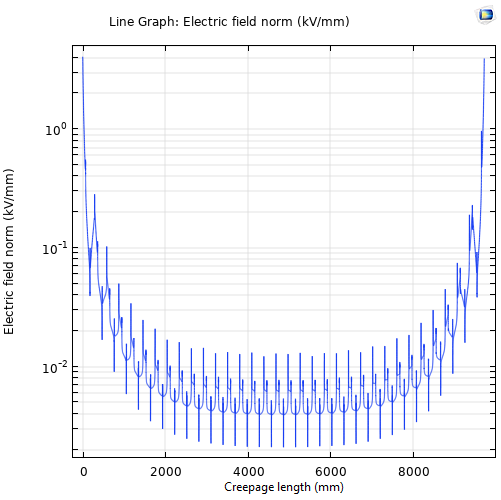 Line Graph: Electric field norm (kV/mm)
Electric field norm (kV/mm)
10⁰
10⁻¹
10⁻²
0 2000 4000 6000 8000
Creepage length (mm)